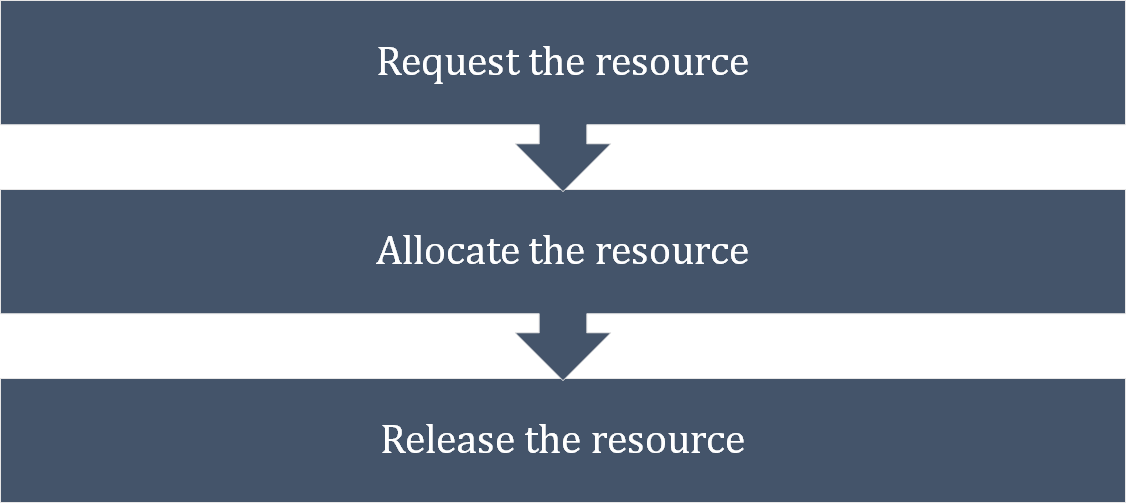 Request the resource
Allocate the resource
Release the resource